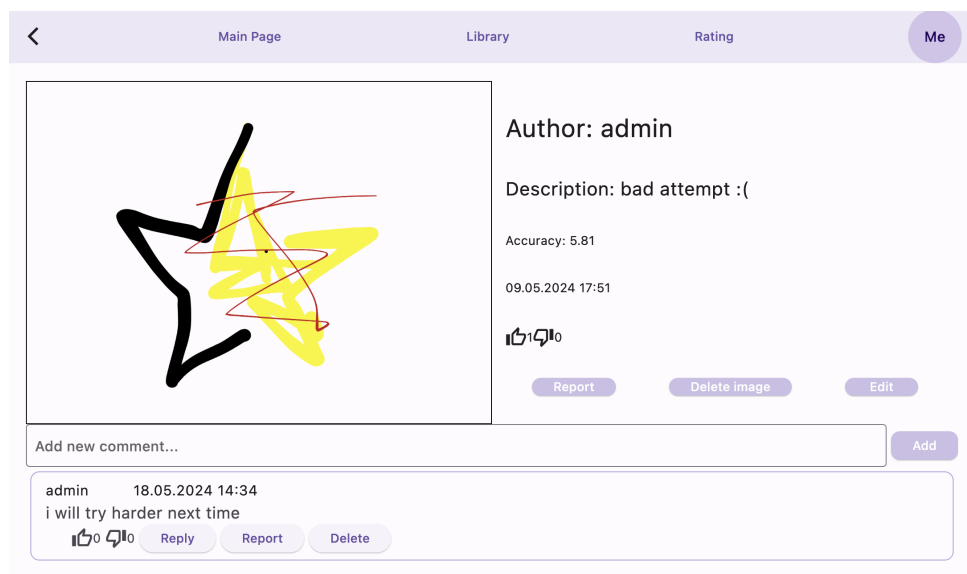 Main Page Library Rating Me
Author: admin
Description: bad attempt :(
Accuracy: 5.81
09.05.2024 17:51
1 0
Report Delete image Edit
Add new comment... Add
admin 18.05.2024 14:34
i will try harder next time
0 0 Reply Report Delete